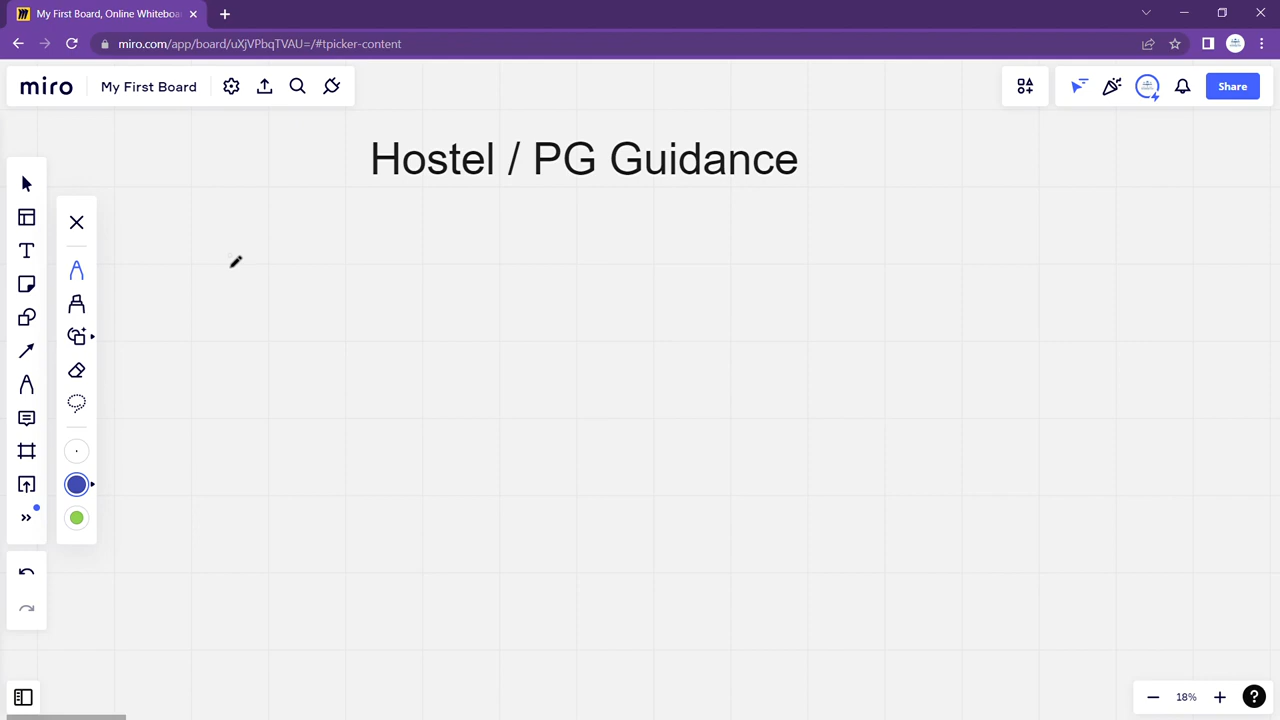 My First Board, Online Whiteboa
miro.com/app/board/uXjVPbqTVAU=/#tpicker-content
miro
My First Board
Share
Hostel / PG Guidance
18%